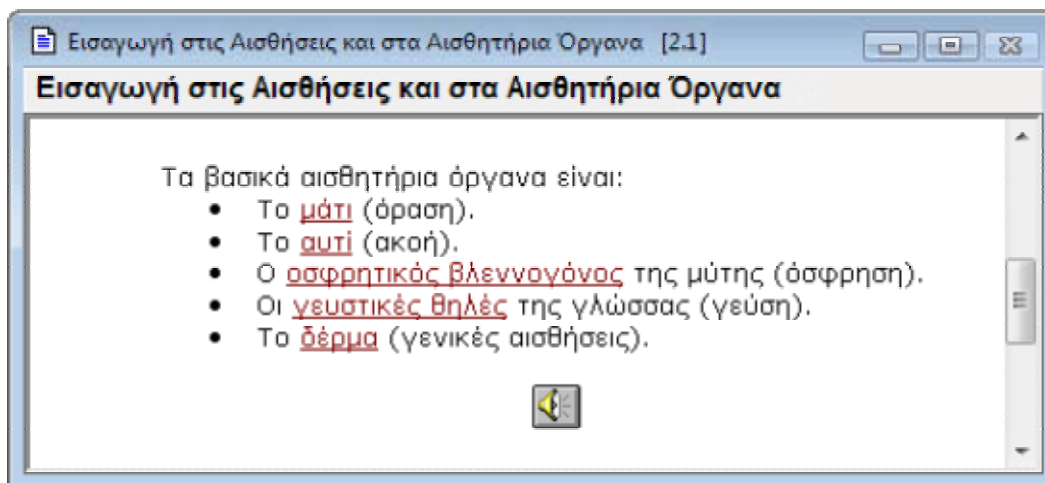 Εισαγωγή στις Αισθήσεις και στα Αισθητήρια Όργανα [2.1]
Εισαγωγή στις Αισθήσεις και στα Αισθητήρια Όργανα
Τα βασικά αισθητήρια όργανα είναι:
• Το μάτι (όραση).
• Το αυτί (ακοή).
• Ο οσφρητικός βλεννογόνος της μύτης (όσφρηση).
• Οι γευστικές θηλές της γλώσσας (γεύση).
• Το δέρμα (γενικές αισθήσεις).